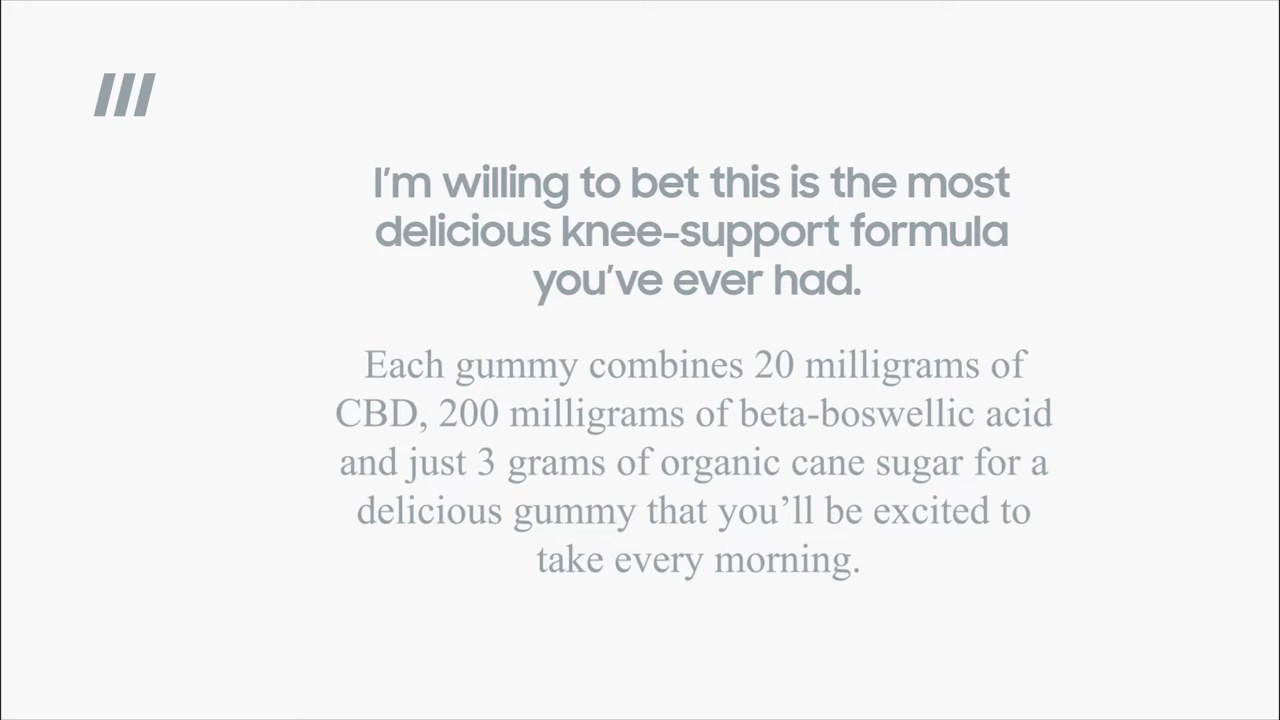 I'm willing to bet this is the most
delicious knee-support formula
you've ever had.
Each gummy combines 20 milligrams of
CBD, 200 milligrams of beta-boswellic acid
and just 3 grams of organic cane sugar for a
delicious gummy that you’ll be excited to
take every morning.